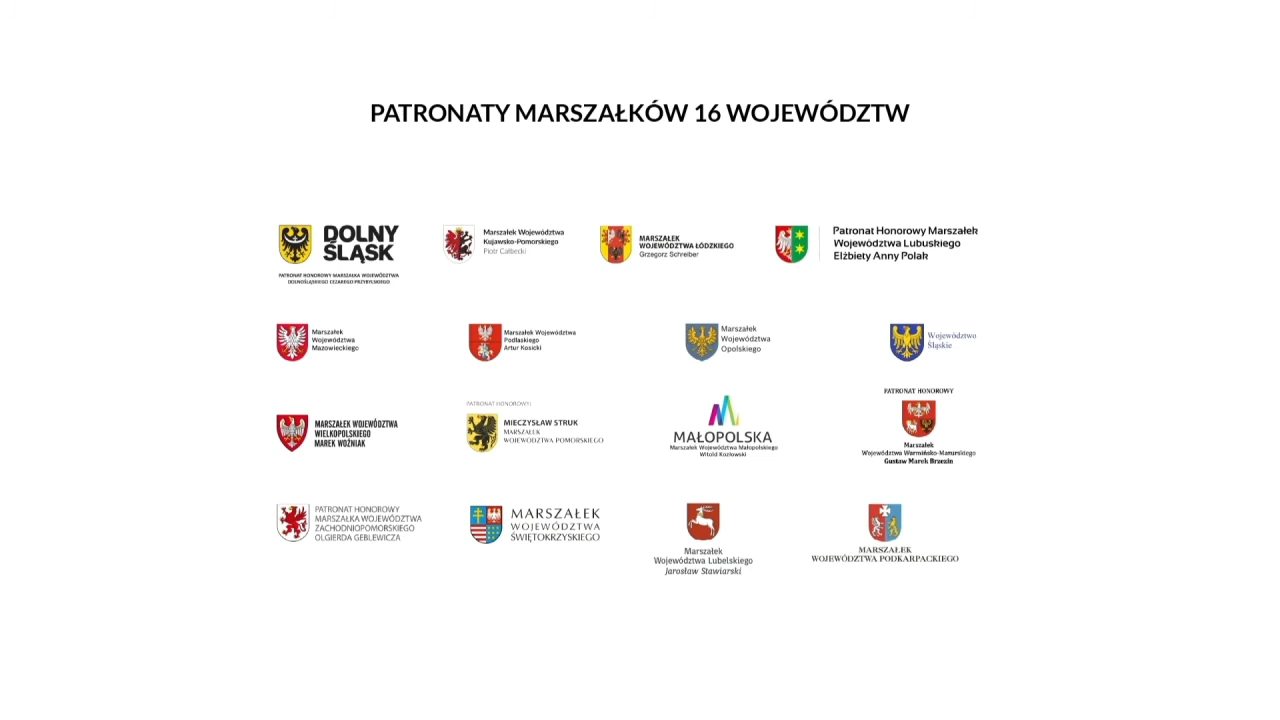 PATRONATY MARSZAŁKÓW 16 WOJEWÓDZTW
DOLNY
ŚLĄSK
PATRONAT HONOROWY MARSZAŁKA WOJEWÓDZTWA
DOLNOŚLĄSKIEGO CEZAREGO PRZYBYLSKIEGO
Marszałek Województwa
Kujawsko-Pomorskiego
Piotr Całbecki
MARSZAŁEK
WOJEWÓDZTWA ŁÓDZKIEGO
Grzegorz Schreiber
Patronat Honorowy Marszałek
Województwa Lubuskiego
Elżbiety Anny Polak
Marszałek
Województwa
Mazowieckiego
Marszałek Województwa
Podlaskiego
Artur Kosicki
Marszałek
Województwa
Opolskiego
Województwo
Śląskie
MARSZAŁEK WOJEWÓDZTWA
WIELKOPOLSKIEGO
MAREK WOŹNIAK
PATRONAT HONOROWY:
MIECZYSŁAW STRUK
MARSZAŁEK
WOJEWÓDZTWA POMORSKIEGO
MAŁOPOLSKA
Marszałek Województwa Małopolskiego
Witold Kozłowski
PATRONAT HONOROWY
Marszałek
Województwa Warmińsko-Mazurskiego
Gustaw Marek Brzezin
PATRONAT HONOROWY
MARSZAŁKA WOJEWÓDZTWA
ZACHODNIOPOMORSKIEGO
OLGIERDA GEBLEWICZA
MARSZAŁEK
WOJEWÓDZTWA
ŚWIĘTOKRZYSKIEGO
Marszałek
Województwa Lubelskiego
Jarosław Stawiarski
MARSZAŁEK
WOJEWÓDZTWA PODKARPACKIEGO